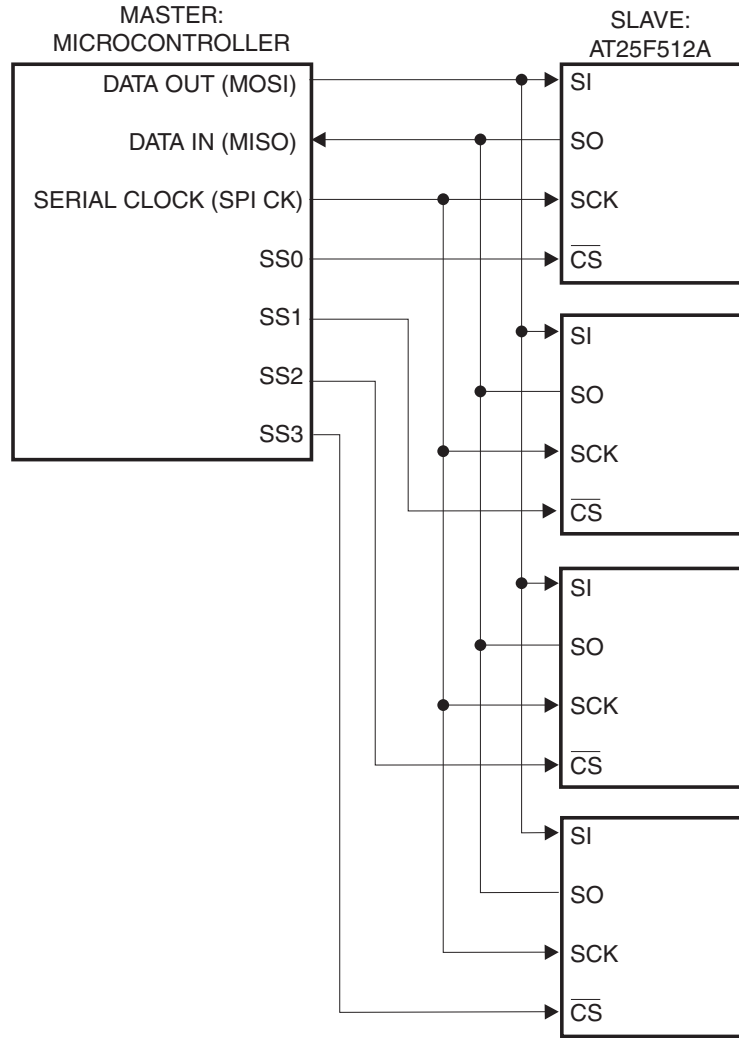 MASTER:
MICROCONTROLLER
SLAVE:
AT25F512A
DATA OUT (MOSI)
DATA IN (MISO)
SERIAL CLOCK (SPI CK)
SS0
SS1
SS2
SS3
SI
SO
SCK
CS
SI
SO
SCK
CS
SI
SO
SCK
CS
SI
SO
SCK
CS